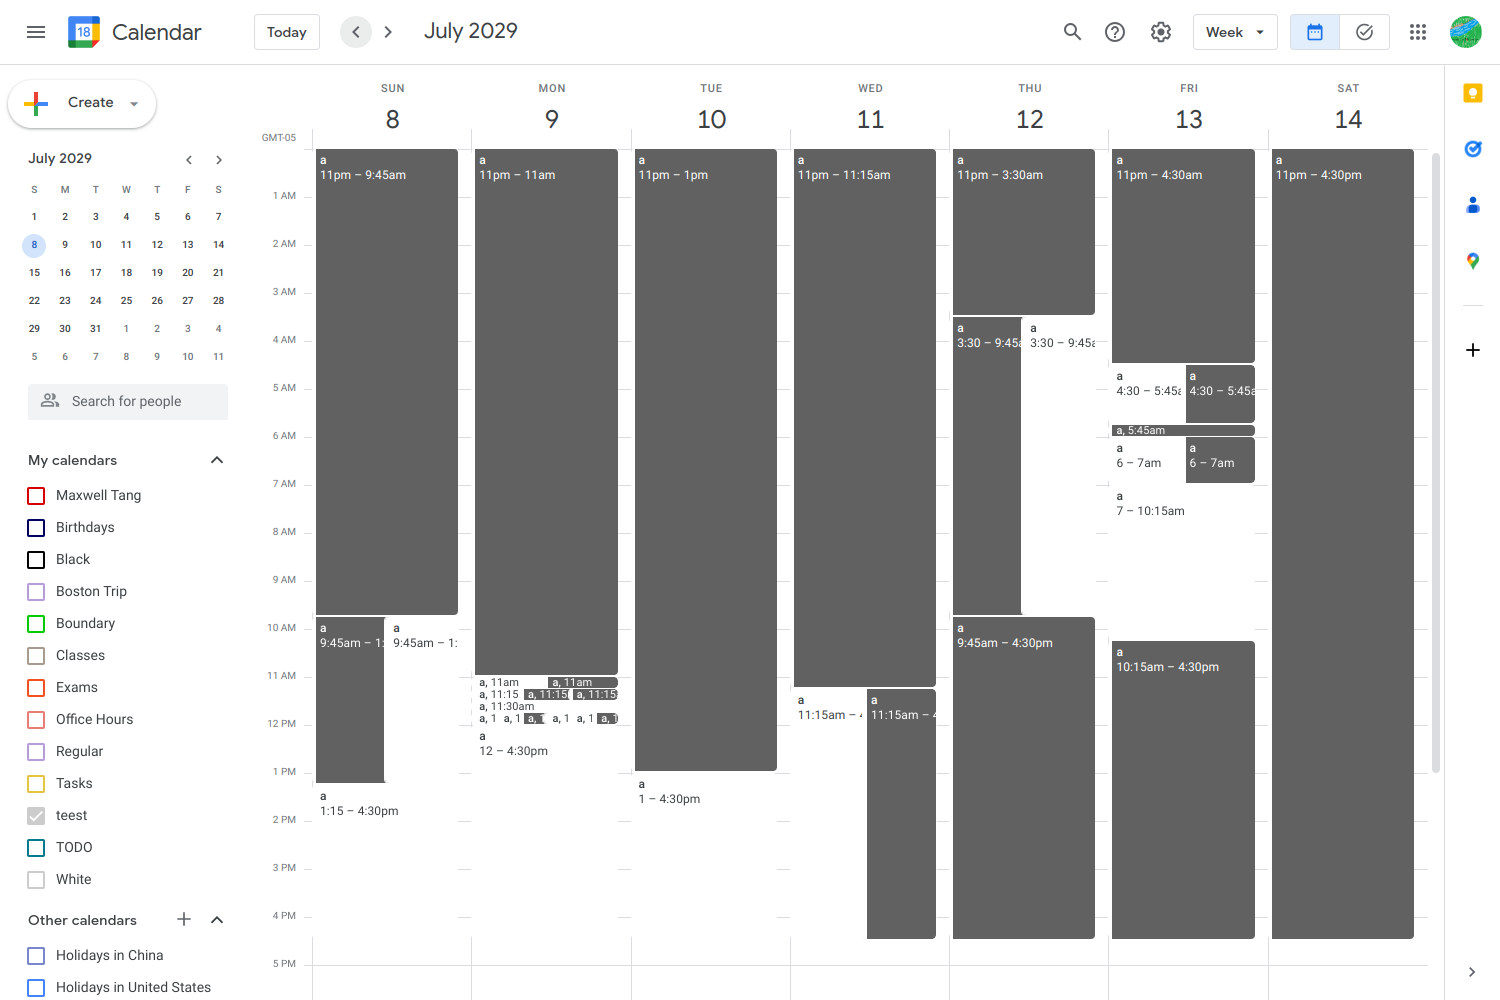 18 Calendar
Today
July 2029
Week
Create
July 2029
S M T W T F S
1 2 3 4 5 6 7
8 9 10 11 12 13 14
15 16 17 18 19 20 21
22 23 24 25 26 27 28
29 30 31 1 2 3 4
5 6 7 8 9 10 11
Search for people
My calendars
Maxwell Tang
Birthdays
Black
Boston Trip
Boundary
Classes
Exams
Office Hours
Regular
Tasks
teest
TODO
White
Other calendars
Holidays in China
Holidays in United States
SUN MON TUE WED THU FRI SAT
8 9 10 11 12 13 14
GMT-05
1 AM
2 AM
3 AM
4 AM
5 AM
6 AM
7 AM
8 AM
9 AM
10 AM
11 AM
12 PM
1 PM
2 PM
3 PM
4 PM
5 PM
a
11pm – 9:45am
a
9:45am – 1:
a
9:45am – 1:
a
1:15 – 4:30pm
a
11pm – 11am
a, 11am a, 11am
a, 11:15 a, 11:15 a, 11:15
a, 11:30am
a, 1 a, 1 a, 1 a, 1 a, 1 a, 1
a
12 – 4:30pm
a
11pm – 1pm
a
1 – 4:30pm
a
11pm – 11:15am
a
11:15am – 4
a
11:15am – 4
a
11pm – 3:30am
a
3:30 – 9:45a
a
3:30 – 9:45a
a
9:45am – 4:30pm
a
11pm – 4:30am
a
4:30 – 5:45a
a
4:30 – 5:45a
a, 5:45am
a
6 – 7am
a
6 – 7am
a
7 – 10:15am
a
10:15am – 4:30pm
a
11pm – 4:30pm